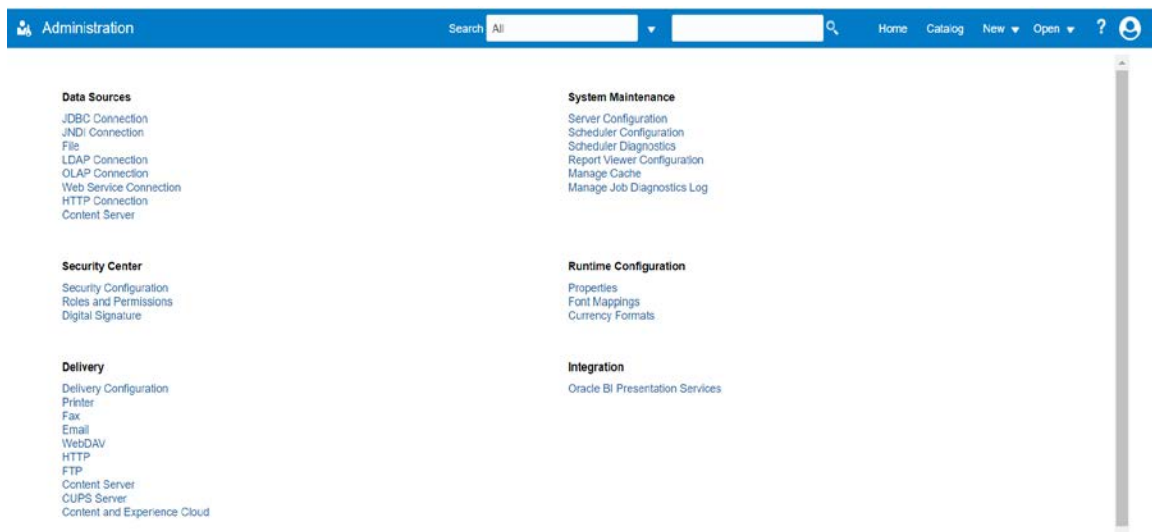 Administration
Search All
Home Catalog New Open ?
Data Sources
JDBC Connection
JNDI Connection
File
LDAP Connection
OLAP Connection
Web Service Connection
HTTP Connection
Content Server
System Maintenance
Server Configuration
Scheduler Configuration
Scheduler Diagnostics
Report Viewer Configuration
Manage Cache
Manage Job Diagnostics Log
Security Center
Security Configuration
Roles and Permissions
Digital Signature
Runtime Configuration
Properties
Font Mappings
Currency Formats
Delivery
Delivery Configuration
Printer
Fax
Email
WebDAV
HTTP
FTP
Content Server
CUPS Server
Content and Experience Cloud
Integration
Oracle BI Presentation Services